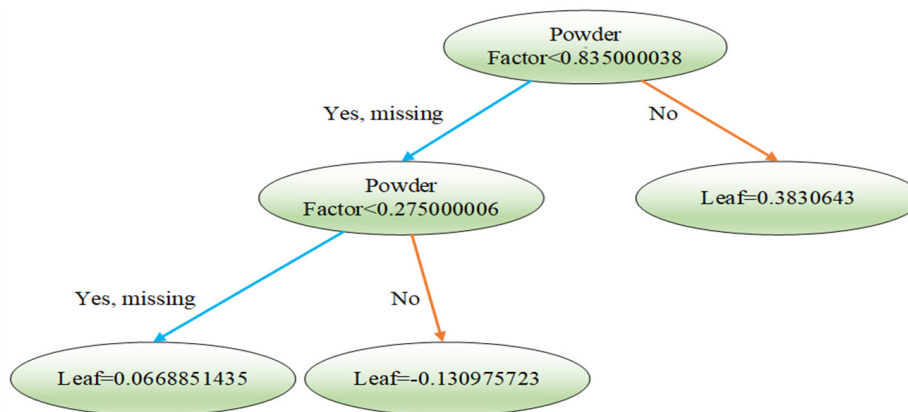 Powder
Factor<0.835000038
Yes, missing
No
Powder
Factor<0.275000006
Leaf=0.3830643
Yes, missing
No
Leaf=0.0668851435
Leaf=-0.130975723